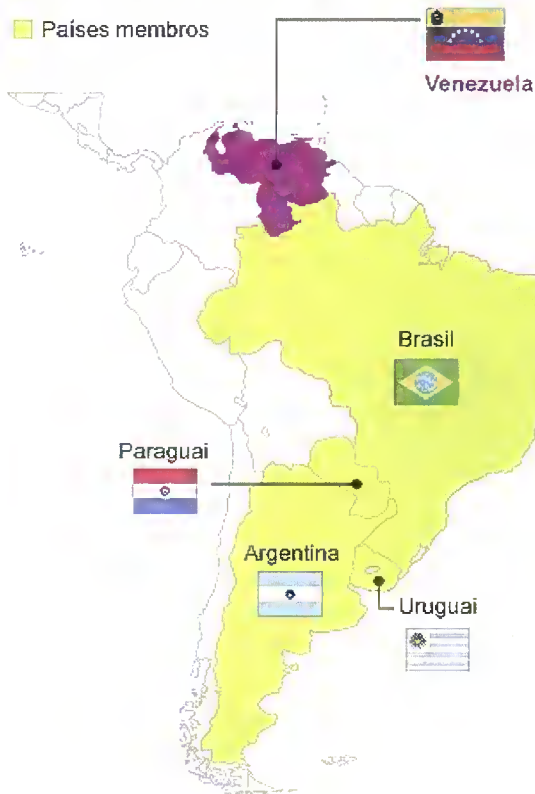 Países membros
Venezuela
Brasil
Paraguai
Argentina
Uruguai